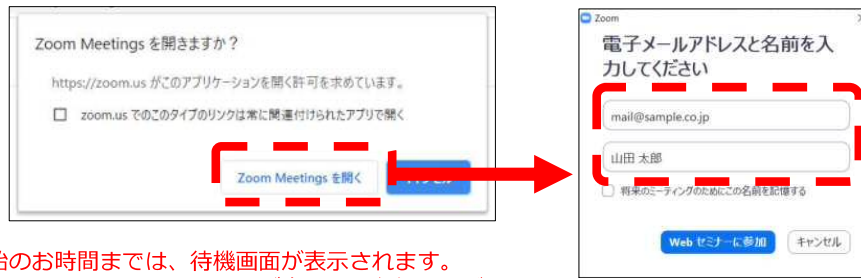 Zoom Meetings を開きますか？
https://zoom.us がこのアプリケーションを開く許可を求めています。
zoom.us でのこのタイプのリンクは常に関連付けられたアプリで開く
Zoom Meetings を開く
Zoom
電子メールアドレスと名前を入
力してください
mail@sample.co.jp
山田 太郎
将来のミーティングのためにこの名前を記憶する
Web セミナーに参加 キャンセル
のお時間までは、待機画面が表示されます。